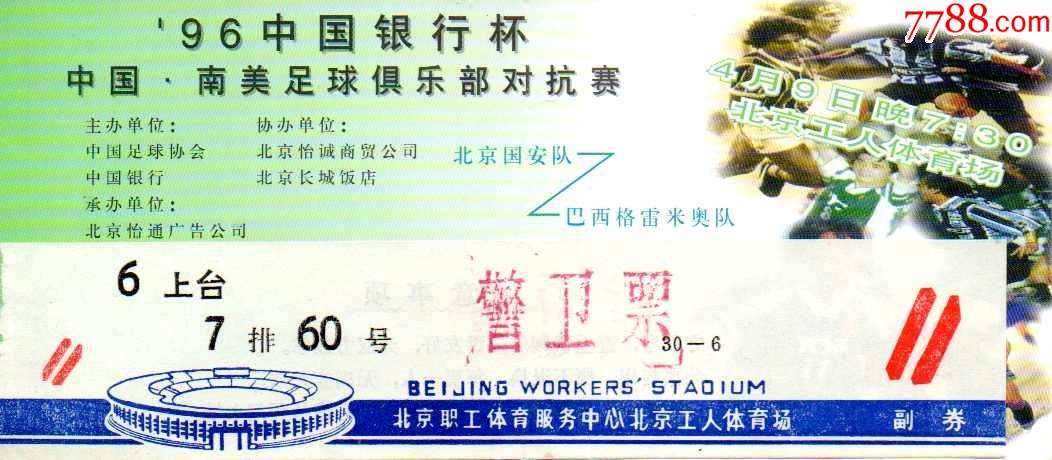 7788.com
'96中国银行杯
中国·南美足球俱乐部对抗赛
4月9日晚7:30
北京工人体育场
主办单位：
中国足球协会
中国银行
承办单位：
北京怡通广告公司
协办单位：
北京怡诚商贸公司
北京长城饭店
北京国安队
巴西格雷米奥队
6 上台
7 排 60 号
警卫票
30-6
BEIJING WORKERS' STADIUM
北京职工体育服务中心北京工人体育场 副券